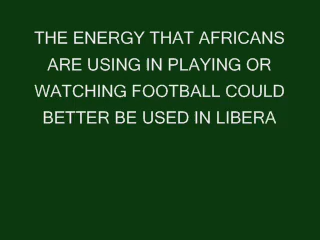 THE ENERGY THAT AFRICANS
ARE USING IN PLAYING OR
WATCHING FOOTBALL COULD
BETTER BE USED IN LIBERA